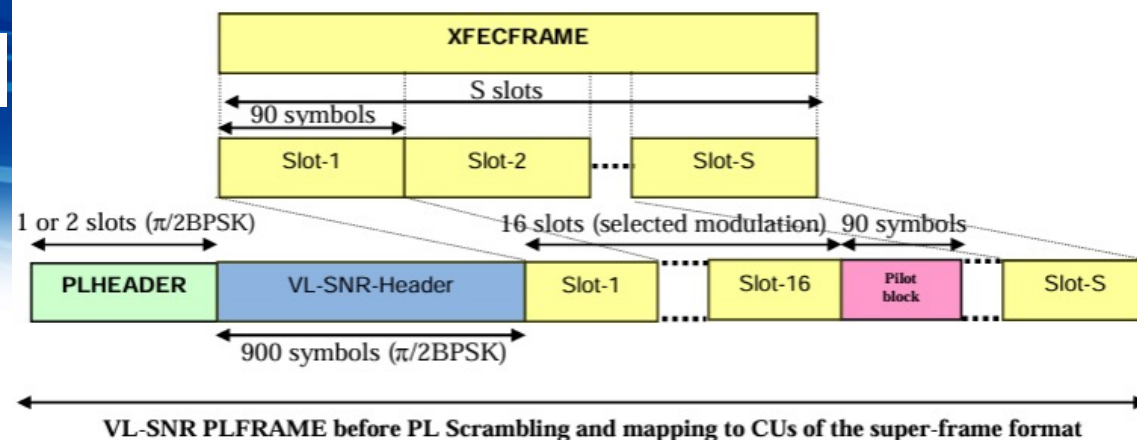 XFECFRAME
S slots
90 symbols
Slot-1 Slot-2 Slot-S
1 or 2 slots (π/2BPSK) 16 slots (selected modulation) 90 symbols
PLHEADER VL-SNR-Header Slot-1 Slot-16 Pilot block Slot-S
900 symbols (π/2BPSK)
VL-SNR PLFRAME before PL Scrambling and mapping to CUs of the super-frame format